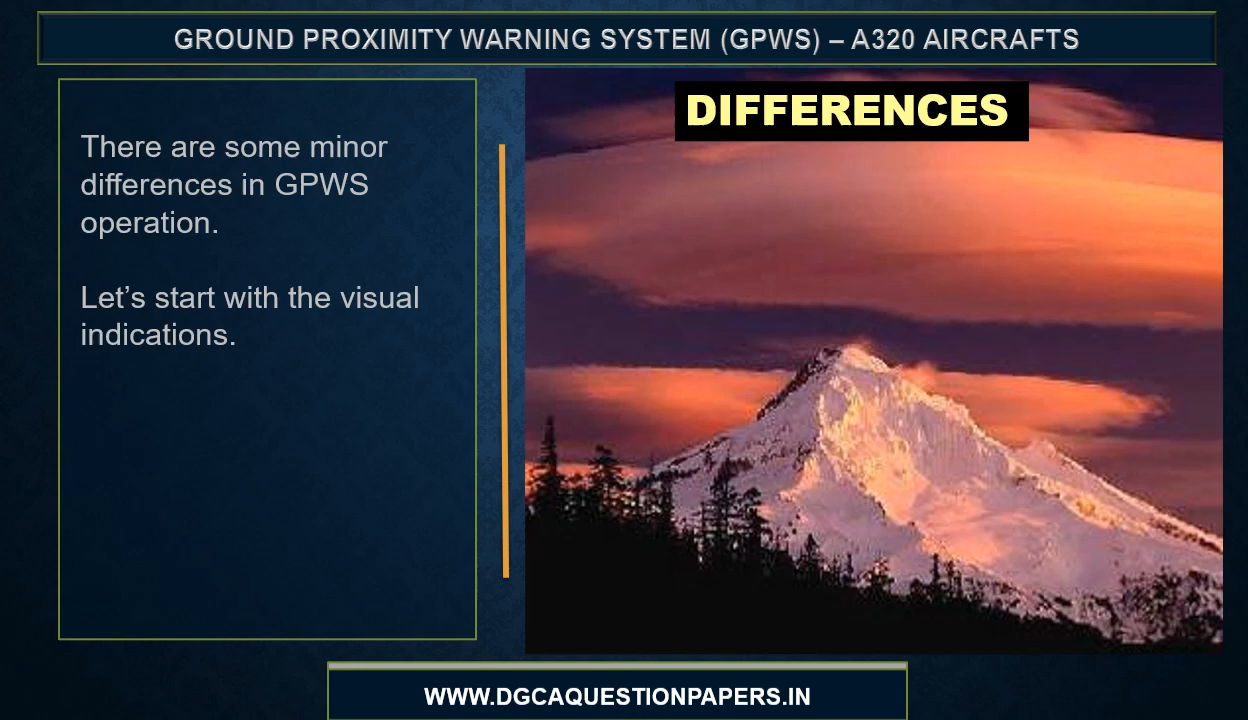 GROUND PROXIMITY WARNING SYSTEM (GPWS) – A320 AIRCRAFTS
There are some minor
differences in GPWS
operation.
Let’s start with the visual
indications.
DIFFERENCES
WWW.DGCAQUESTIONPAPERS.IN